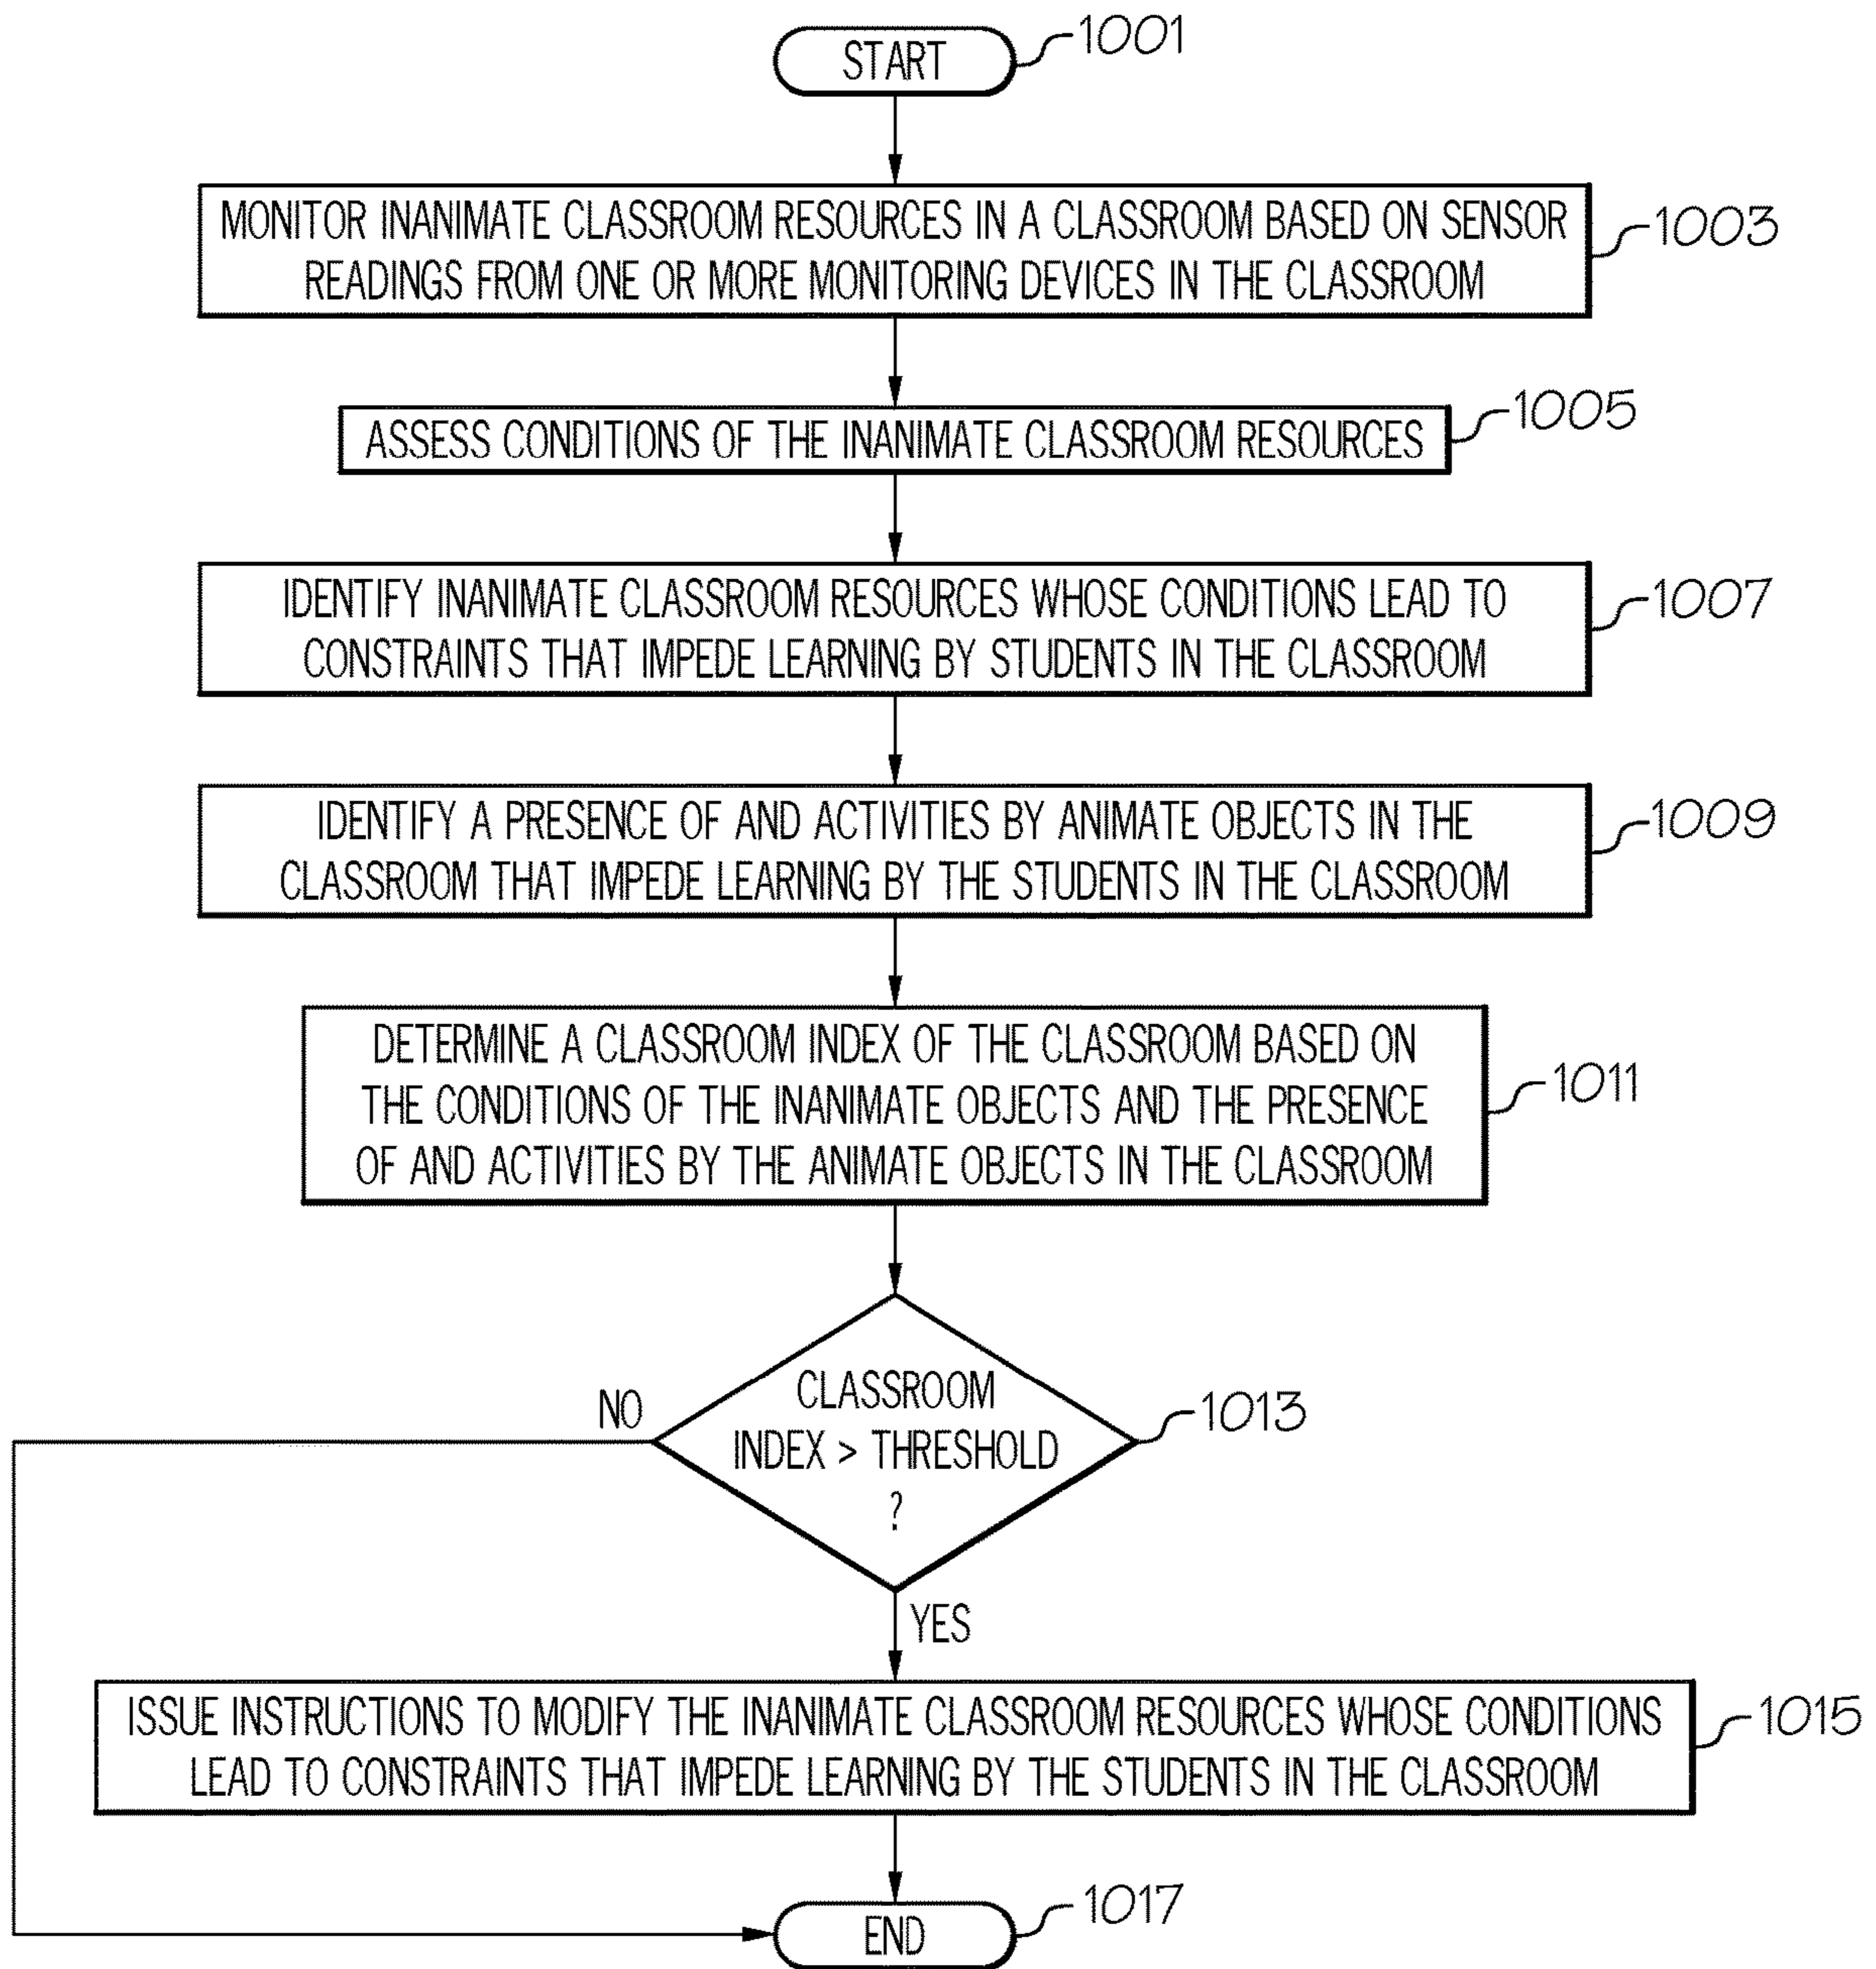 START
1001
MONITOR INANIMATE CLASSROOM RESOURCES IN A CLASSROOM BASED ON SENSOR
READINGS FROM ONE OR MORE MONITORING DEVICES IN THE CLASSROOM
1003
ASSESS CONDITIONS OF THE INANIMATE CLASSROOM RESOURCES
1005
IDENTIFY INANIMATE CLASSROOM RESOURCES WHOSE CONDITIONS LEAD TO
CONSTRAINTS THAT IMPEDE LEARNING BY STUDENTS IN THE CLASSROOM
1007
IDENTIFY A PRESENCE OF AND ACTIVITIES BY ANIMATE OBJECTS IN THE
CLASSROOM THAT IMPEDE LEARNING BY THE STUDENTS IN THE CLASSROOM
1009
DETERMINE A CLASSROOM INDEX OF THE CLASSROOM BASED ON
THE CONDITIONS OF THE INANIMATE OBJECTS AND THE PRESENCE
OF AND ACTIVITIES BY THE ANIMATE OBJECTS IN THE CLASSROOM
1011
CLASSROOM
INDEX > THRESHOLD
?
1013
NO
YES
ISSUE INSTRUCTIONS TO MODIFY THE INANIMATE CLASSROOM RESOURCES WHOSE CONDITIONS
LEAD TO CONSTRAINTS THAT IMPEDE LEARNING BY THE STUDENTS IN THE CLASSROOM
1015
END
1017